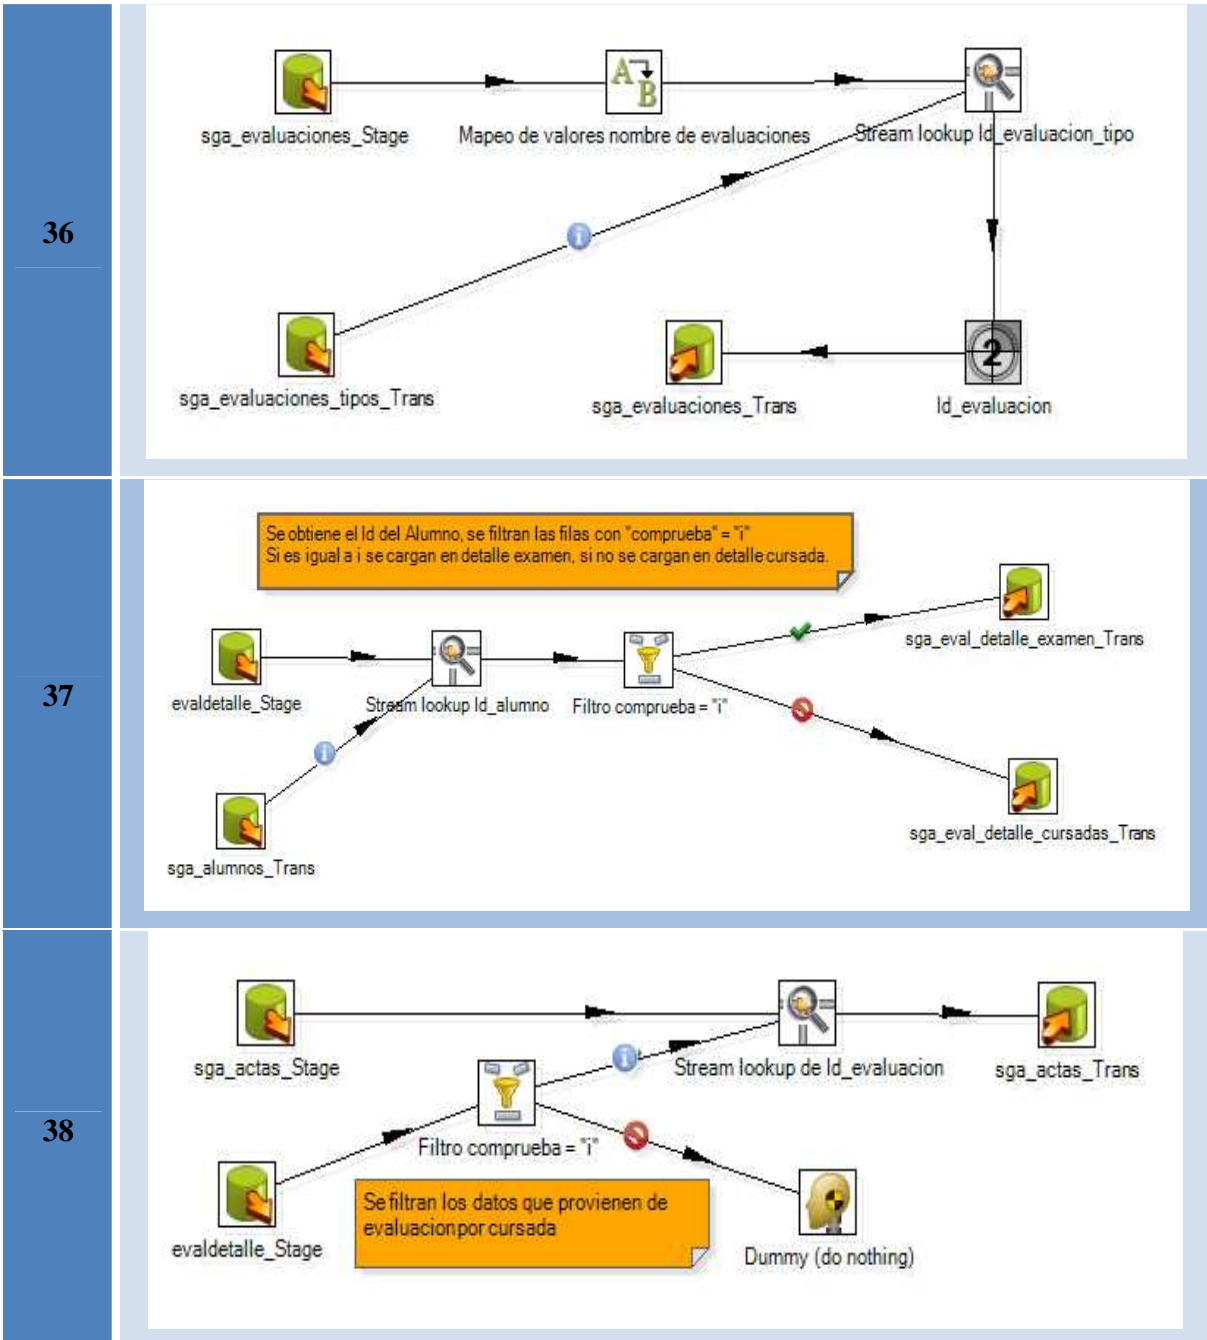 36
sga_evaluaciones_Stage
Mapeo de valores nombre de evaluaciones
Stream lookup Id_evaluacion_tipo
sga_evaluaciones_tipos_Trans
sga_evaluaciones_Trans
2
Id_evaluacion
37
Se obtiene el Id del Alumno, se filtran las filas con "comprueba" = "i"
Si es igual a i se cargan en detalle examen, si no se cargan en detalle cursada.
evaldetalle_Stage
Stream lookup Id_alumno
Filtro comprueba = "i"
sga_eval_detalle_examen_Trans
sga_alumnos_Trans
sga_eval_detalle_cursadas_Trans
38
sga_actas_Stage
Stream lookup de Id_evaluacion
sga_actas_Trans
Filtro comprueba = "i"
Se filtran los datos que provienen de
evaluacion por cursada
evaldetalle_Stage
Dummy (do nothing)